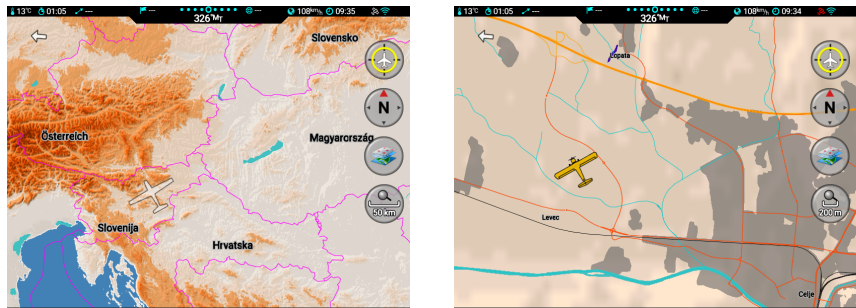 13°C 01:05 --- --- --- 108km/h 09:35
326°MT
Slovensko
Österreich
Magyarország
N
50 km
Slovenija
Hrvatska
13°C 01:05 --- --- --- 108km/h 09:34
326°MT
Lopata
N
200 m
Levec
Celje